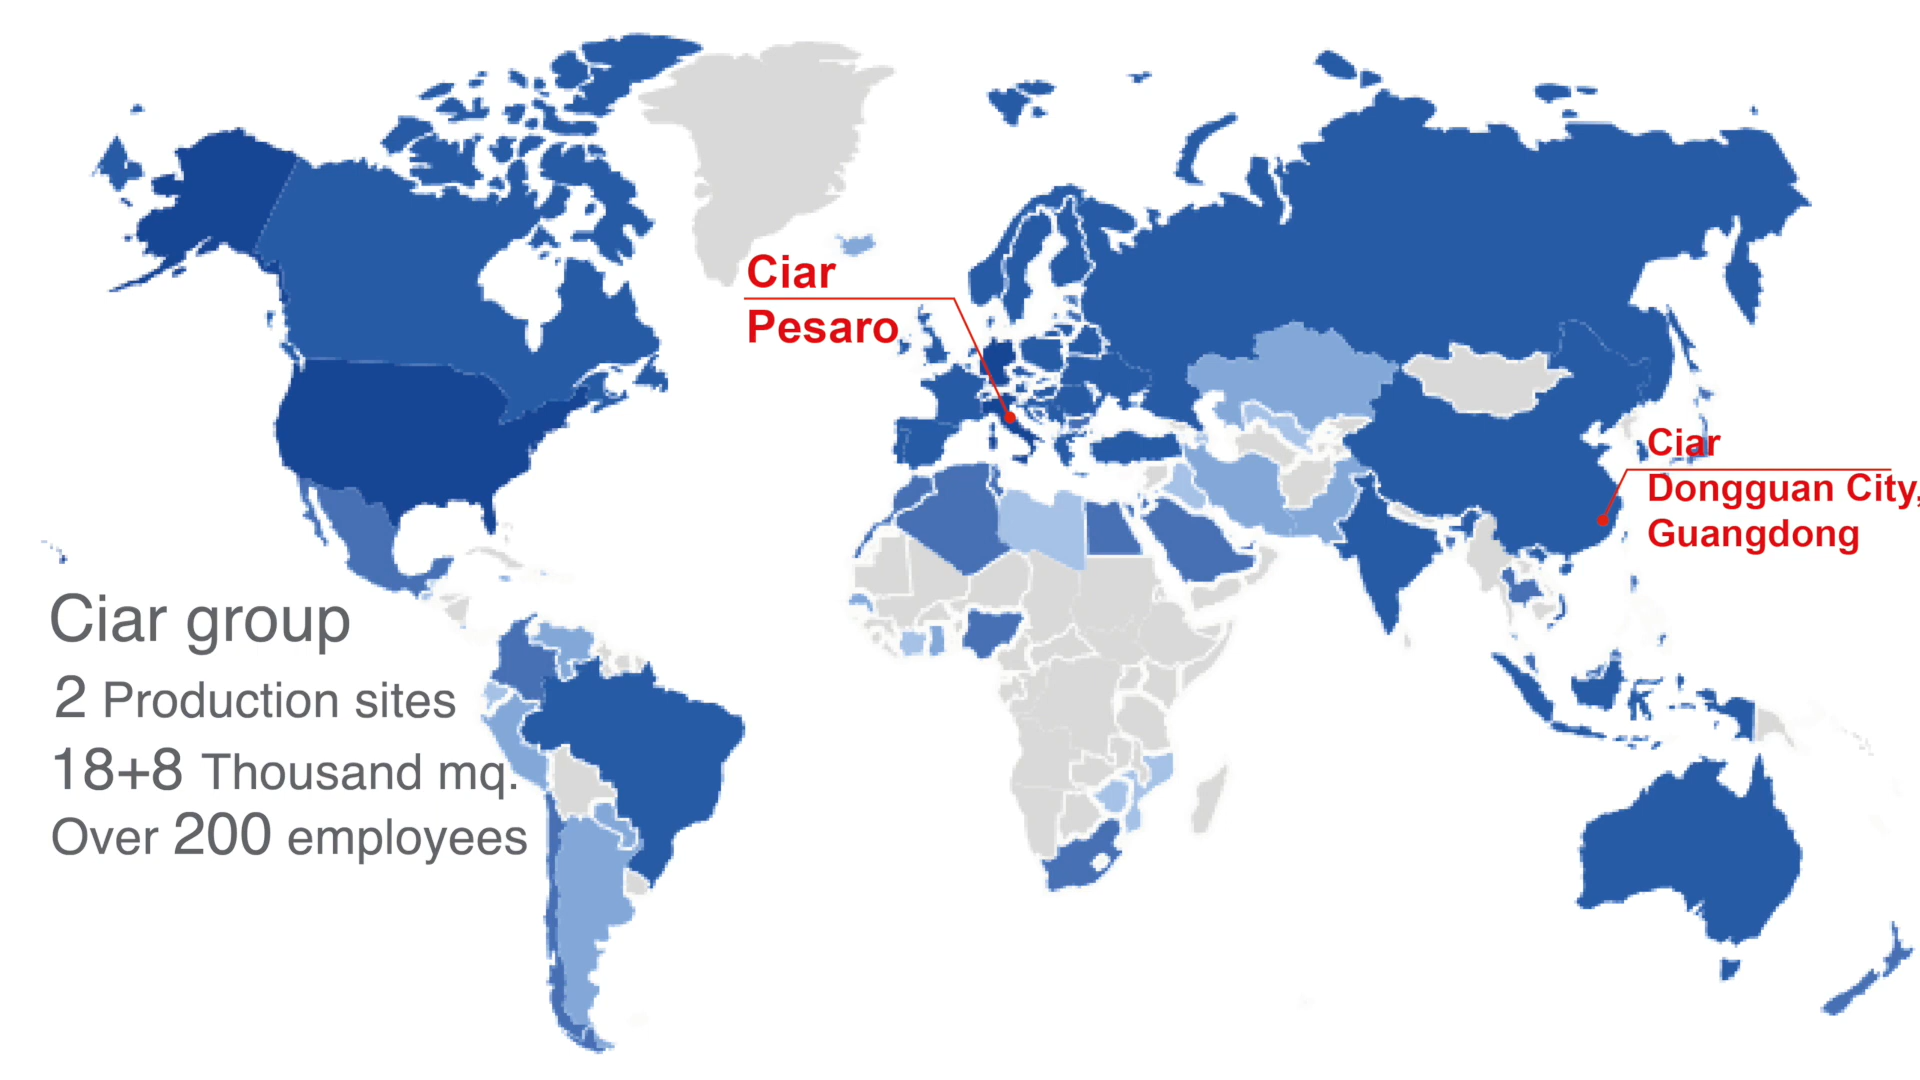 Ciar
Pesaro
Ciar
Dongguan City,
Guangdong
Ciar group
2 Production sites
18+8 Thousand mq.
Over 200 employees